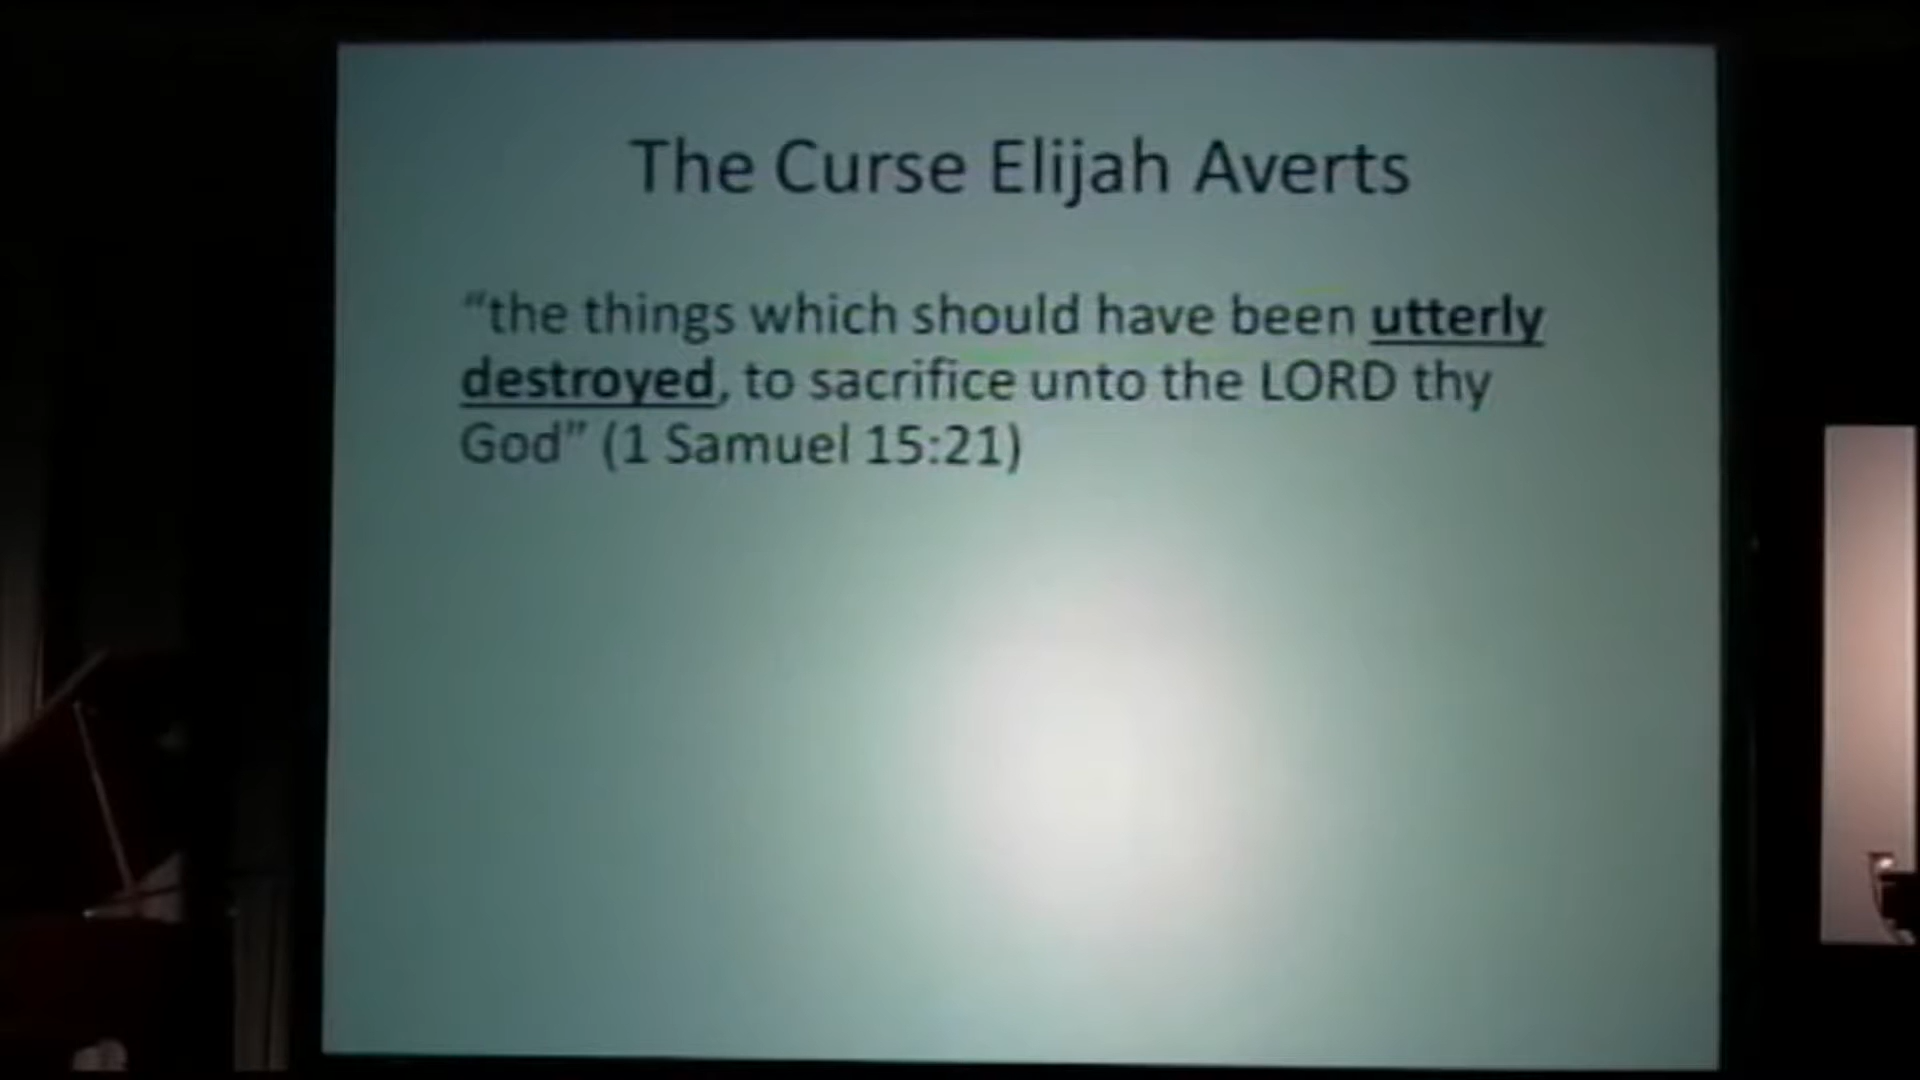 The Curse Elijah Averts
“the things which should have been utterly
destroyed, to sacrifice unto the LORD thy
God” (1 Samuel 15:21)